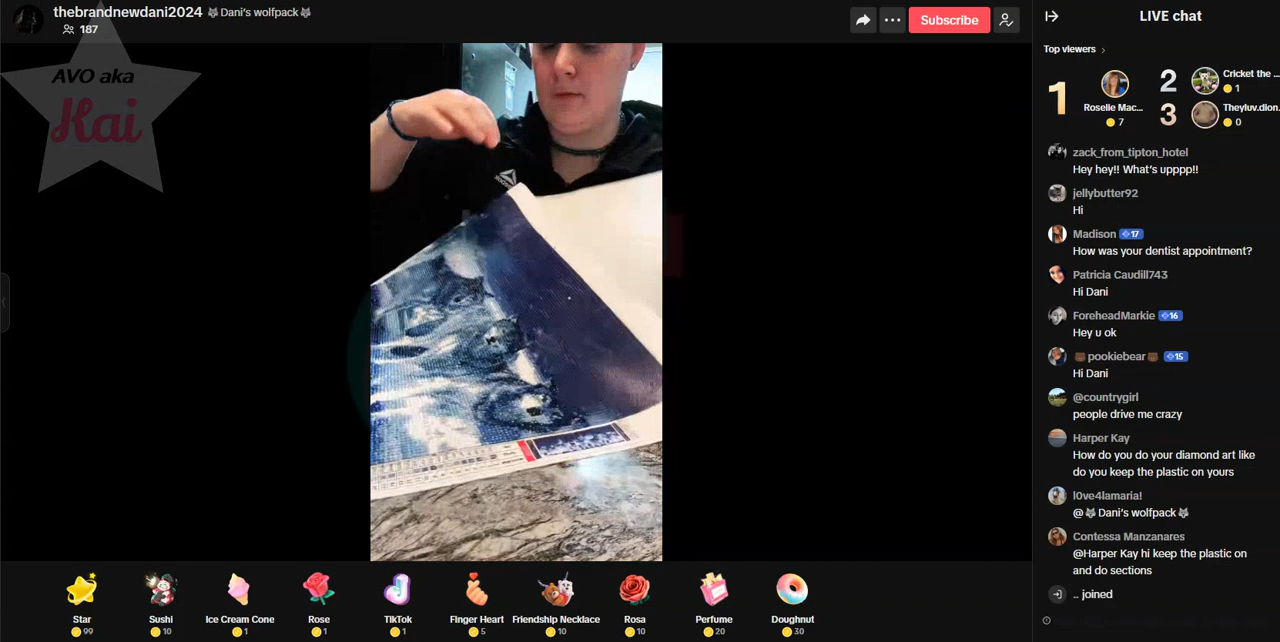 thebrandnewdani2024 🐺Dani's wolfpack🐺
187
Subscribe
AVO aka
Kai
LIVE chat
Top viewers
1
Roselle Mac...
7
2
Cricket the ...
1
3
Theyluv.dion.
0
zack_from_tipton_hotel
Hey hey!! What's upppp!!
jellybutter92
Hi
Madison 17
How was your dentist appointment?
Patricia Caudill743
Hi Dani
ForeheadMarkie 16
Hey u ok
🐻pookiebear🐻 15
Hi Dani
@countrygirl
people drive me crazy
Harper Kay
How do you do your diamond art like
do you keep the plastic on yours
l0ve4lamaria!
@🐺Dani's wolfpack🐺
Contessa Manzanares
@Harper Kay hi keep the plastic on
and do sections
.. joined
Star
99
Sushi
10
Ice Cream Cone
1
Rose
1
TikTok
1
Finger Heart
5
Friendship Necklace
10
Rosa
10
Perfume
20
Doughnut
30